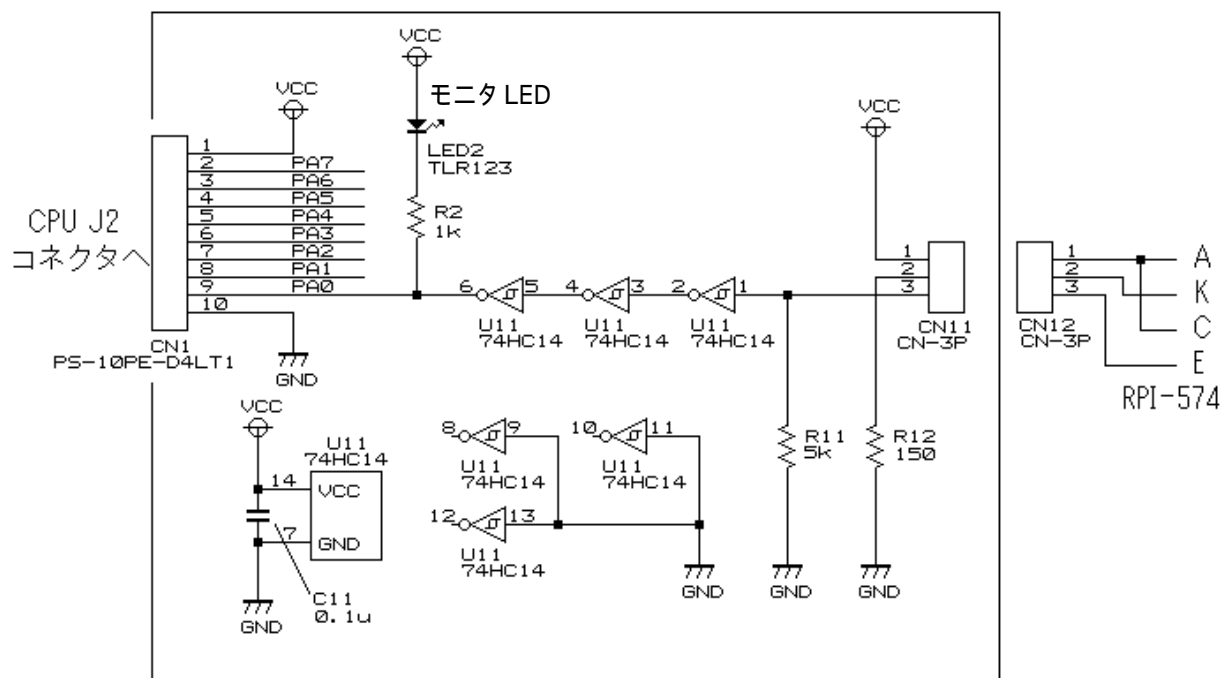 VCC
モニタ LED
LED2
TLR123
R2
1k
VCC
1
2 PA7
3 PA6
4 PA5
5 PA4
6 PA3
7 PA2
8 PA1
9 PA0
10
CPU J2
コネクタへ
CN1
PS-10PE-D4LT1
GND
6 5
U11
74HC14
4 3
U11
74HC14
2 1
U11
74HC14
VCC
1
2
3
CN11
CN-3P
1
2
3
CN12
CN-3P
A
K
C
E
RPI-574
VCC
U11
74HC14
14 VCC
7 GND
C11
0.1u
GND
8 9
U11
74HC14
10 11
U11
74HC14
12 13
U11
74HC14
GND
R11
5k
GND
R12
150
GND